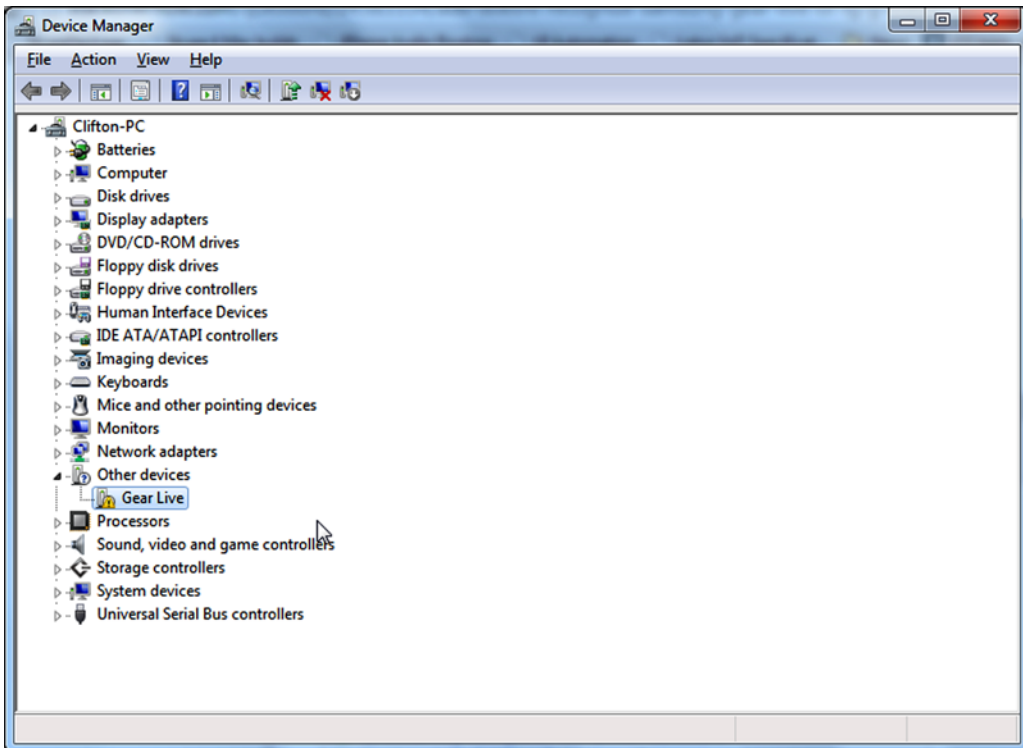 Device Manager
File Action View Help
Clifton-PC
Batteries
Computer
Disk drives
Display adapters
DVD/CD-ROM drives
Floppy disk drives
Floppy drive controllers
Human Interface Devices
IDE ATA/ATAPI controllers
Imaging devices
Keyboards
Mice and other pointing devices
Monitors
Network adapters
Other devices
Gear Live
Processors
Sound, video and game controllers
Storage controllers
System devices
Universal Serial Bus controllers